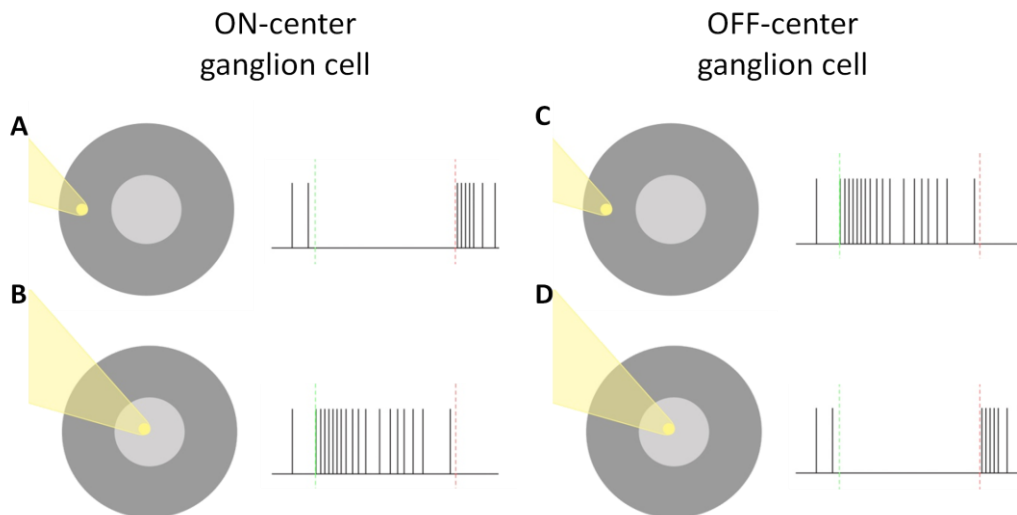 ON-center
ganglion cell
OFF-center
ganglion cell
A
C
B
D